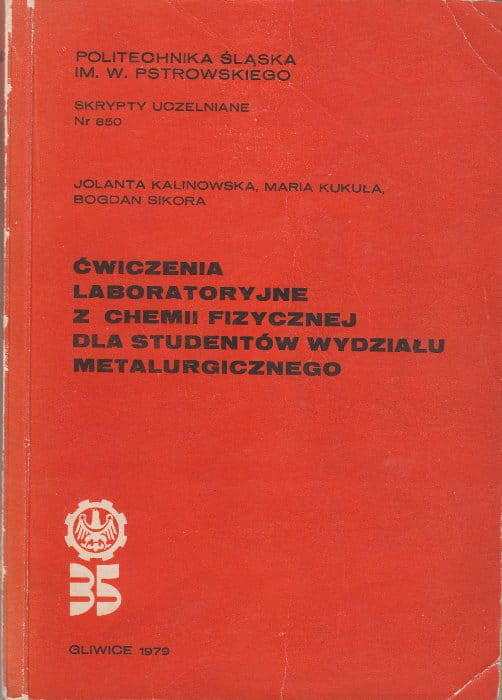 POLITECHNIKA ŚLĄSKA
IM. W. PSTROWSKIEGO
SKRYPTY UCZELNIANE
Nr 850
JOLANTA KALINOWSKA, MARIA KUKUŁA,
BOGDAN SIKORA
ĆWICZENIA
LABORATORYJNE
Z CHEMII FIZYCZNEJ
DLA STUDENTÓW WYDZIAŁU
METALURGICZNEGO
35
GLIWICE 1979